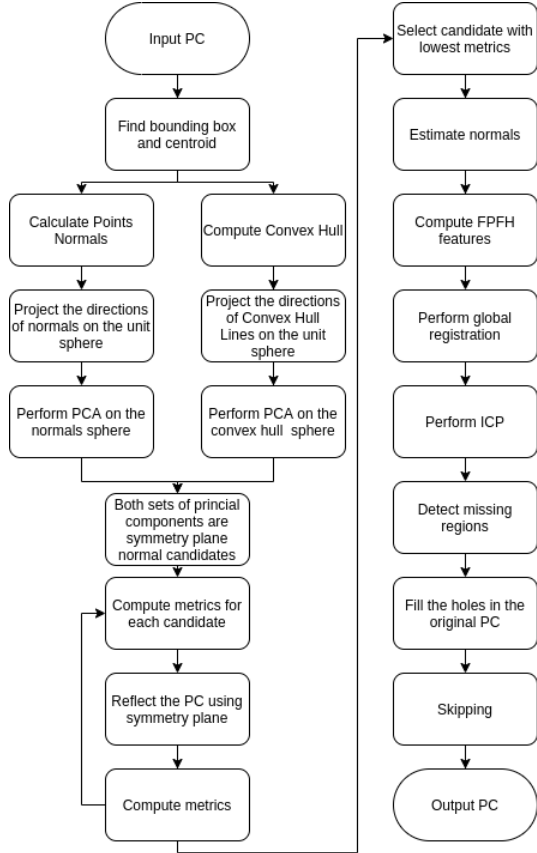 Input PC
Find bounding box
and centroid
Calculate Points
Normals
Compute Convex Hull
Project the directions
of normals on the unit
sphere
Project the directions
of Convex Hull
Lines on the unit
sphere
Perform PCA on the
normals sphere
Perform PCA on the
convex hull sphere
Both sets of princial
components are
symmetry plane
normal candidates
Compute metrics for
each candidate
Reflect the PC using
symmetry plane
Compute metrics
Select candidate with
lowest metrics
Estimate normals
Compute FPFH
features
Perform global
registration
Perform ICP
Detect missing
regions
Fill the holes in the
original PC
Skipping
Output PC